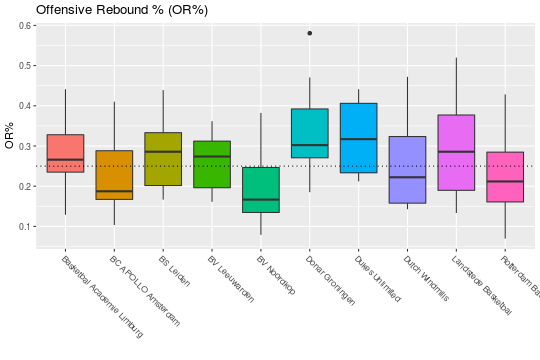 Offensive Rebound % (OR%)
OR%
0.6
0.5
0.4
0.3
0.2
0.1
Basketbal Academie Limburg
BC APOLLO Amsterdam
BS Leiden
BV Leeuwarden
BV Noordkop
Donar Groningen
Dukes Unlimited
Dutch Windmills
Landstede Basketbal
Rotterdam Bas